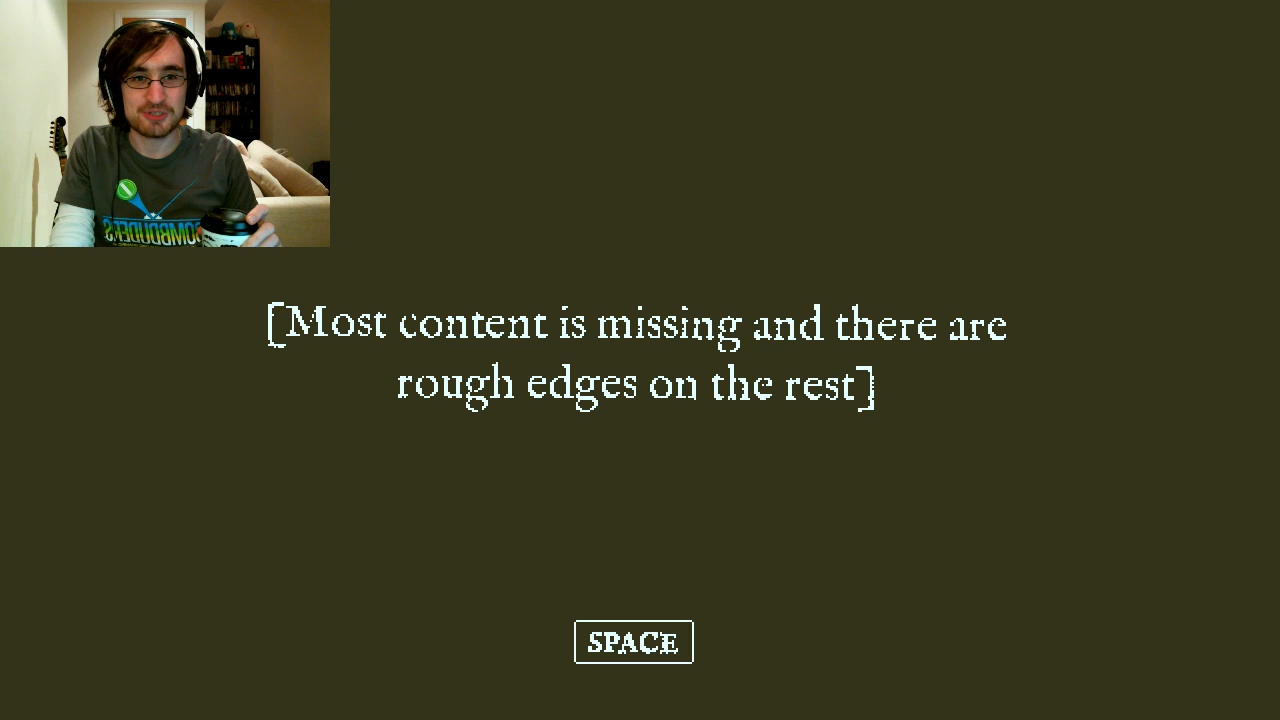 [Most content is missing and there are
rough edges on the rest]
SPACE